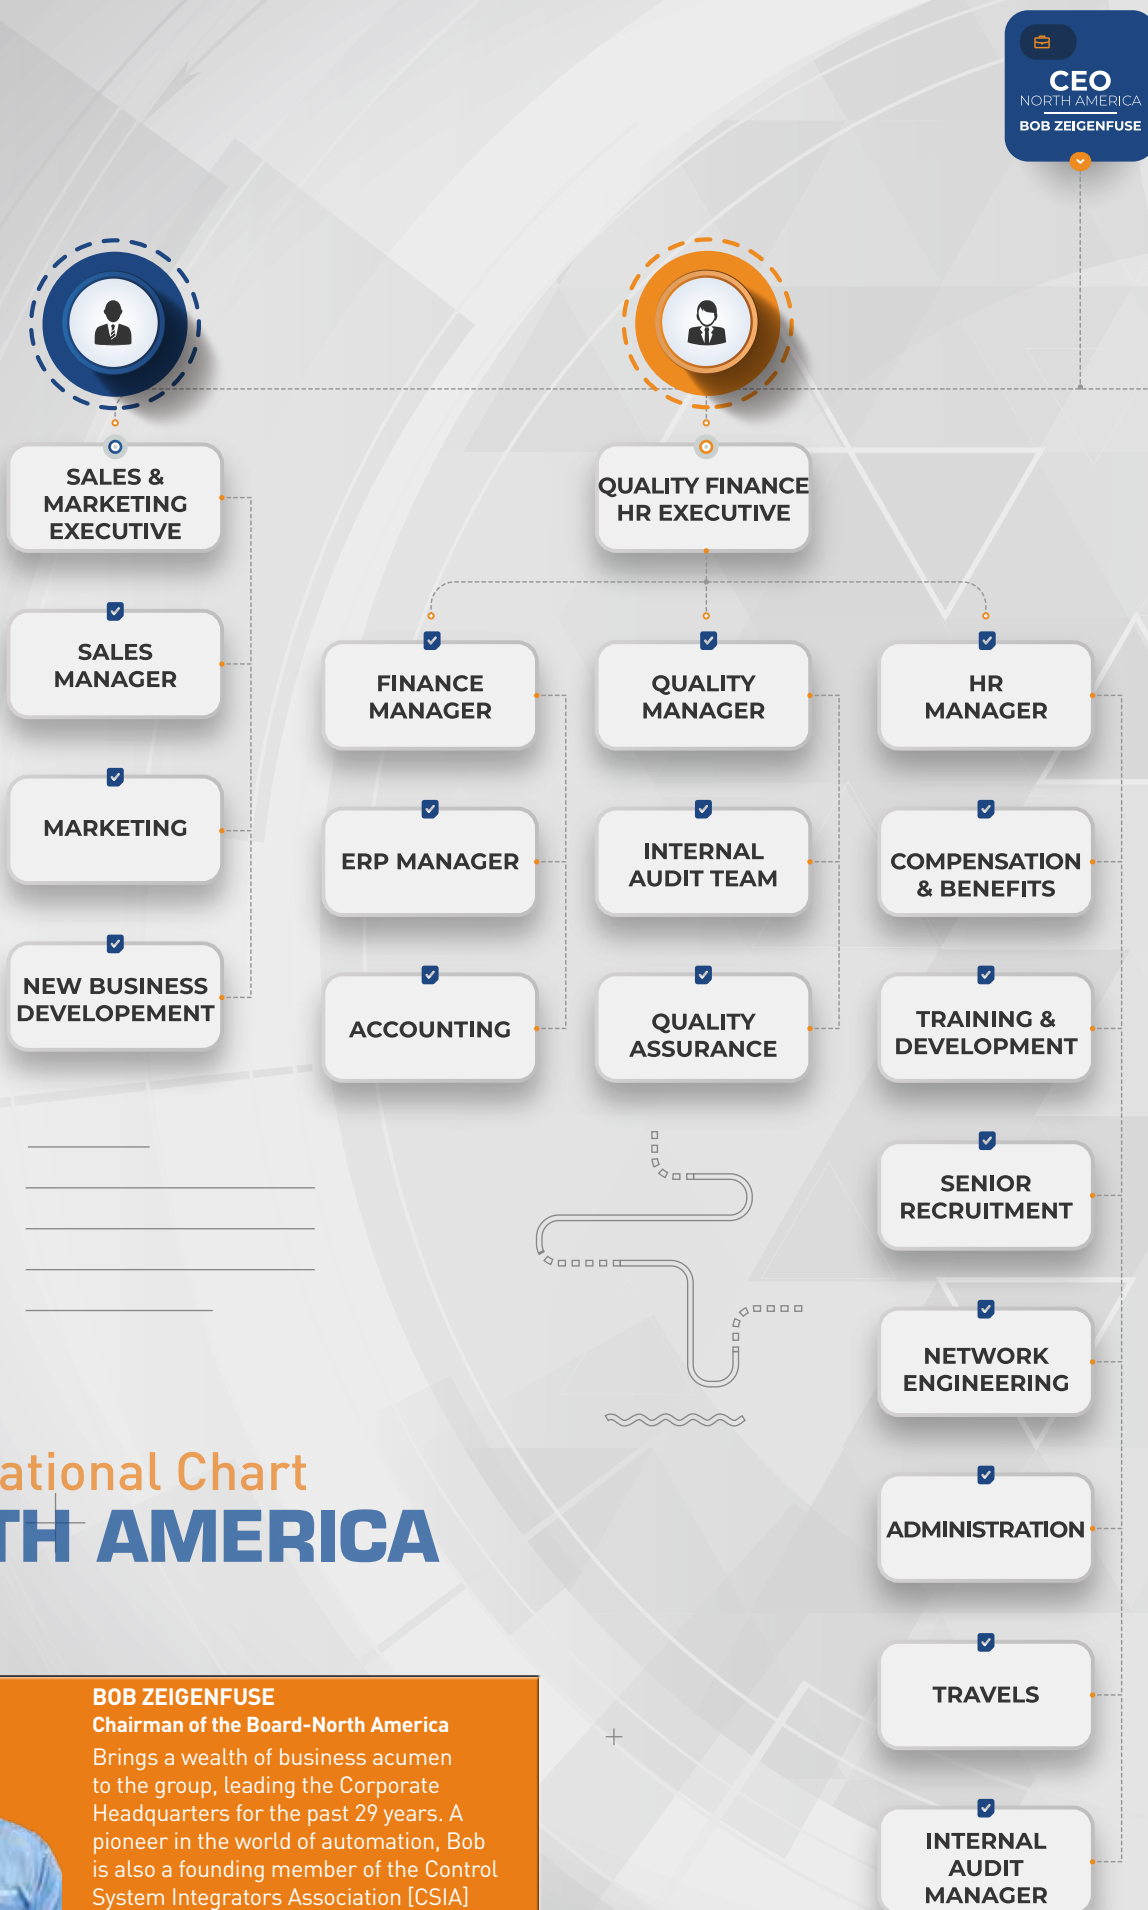 CEO
NORTH AMERICA
BOB ZEIGENFUSE
SALES &
MARKETING
EXECUTIVE
SALES
MANAGER
MARKETING
NEW BUSINESS
DEVELOPEMENT
QUALITY FINANCE
HR EXECUTIVE
FINANCE
MANAGER
ERP MANAGER
ACCOUNTING
QUALITY
MANAGER
INTERNAL
AUDIT TEAM
QUALITY
ASSURANCE
HR
MANAGER
COMPENSATION
& BENEFITS
TRAINING &
DEVELOPMENT
SENIOR
RECRUITMENT
NETWORK
ENGINEERING
ADMINISTRATION
TRAVELS
INTERNAL
AUDIT
MANAGER
ational Chart
TH AMERICA
BOB ZEIGENFUSE
Chairman of the Board-North America
Brings a wealth of business acumen
to the group, leading the Corporate
Headquarters for the past 29 years. A
pioneer in the world of automation, Bob
is also a founding member of the Control
System Integrators Association [CSIA]